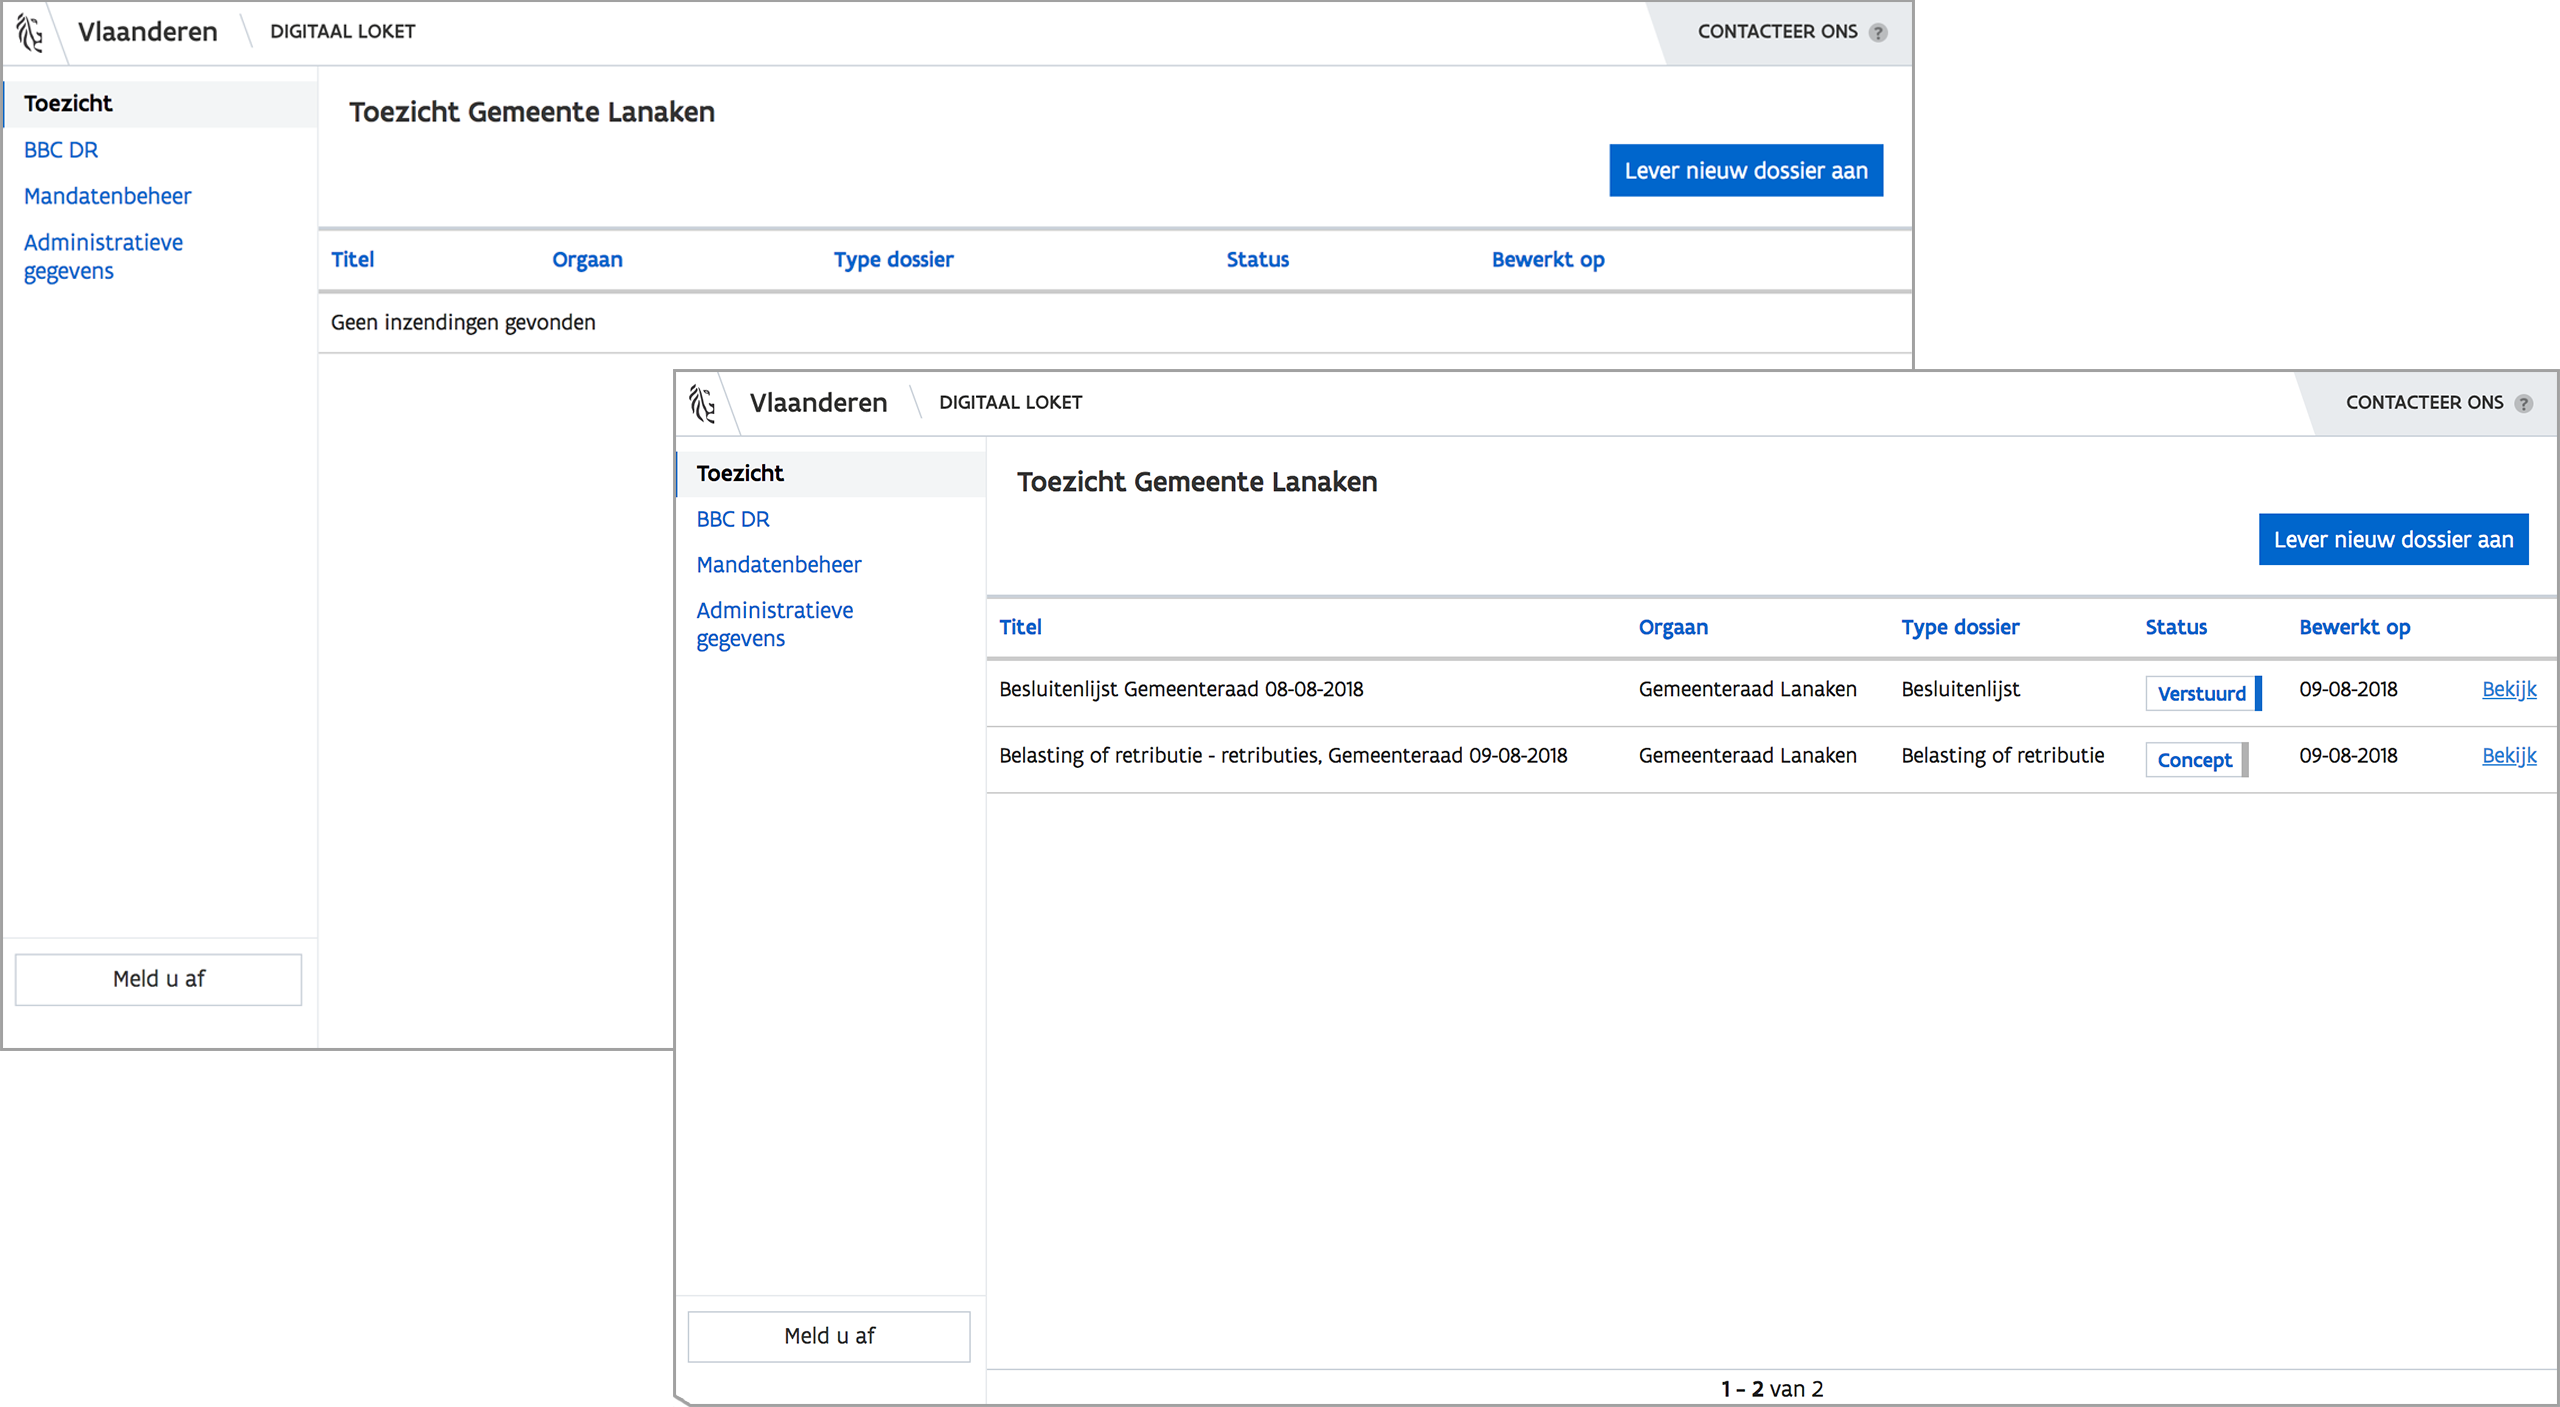 Vlaanderen DIGITAAL LOKET CONTACTEER ONS ?
Toezicht
BBC DR
Mandatenbeheer
Administratieve
gegevens
Toezicht Gemeente Lanaken
Lever nieuw dossier aan
Titel Orgaan Type dossier Status Bewerkt op
Geen inzendingen gevonden
Meld u af
Vlaanderen DIGITAAL LOKET CONTACTEER ONS ?
Toezicht
BBC DR
Mandatenbeheer
Administratieve
gegevens
Toezicht Gemeente Lanaken
Lever nieuw dossier aan
Titel Orgaan Type dossier Status Bewerkt op
Besluitenlijst Gemeenteraad 08-08-2018 Gemeenteraad Lanaken Besluitenlijst Verstuurd 09-08-2018 Bekijk
Belasting of retributie - retributies, Gemeenteraad 09-08-2018 Gemeenteraad Lanaken Belasting of retributie Concept 09-08-2018 Bekijk
Meld u af
1 - 2 van 2